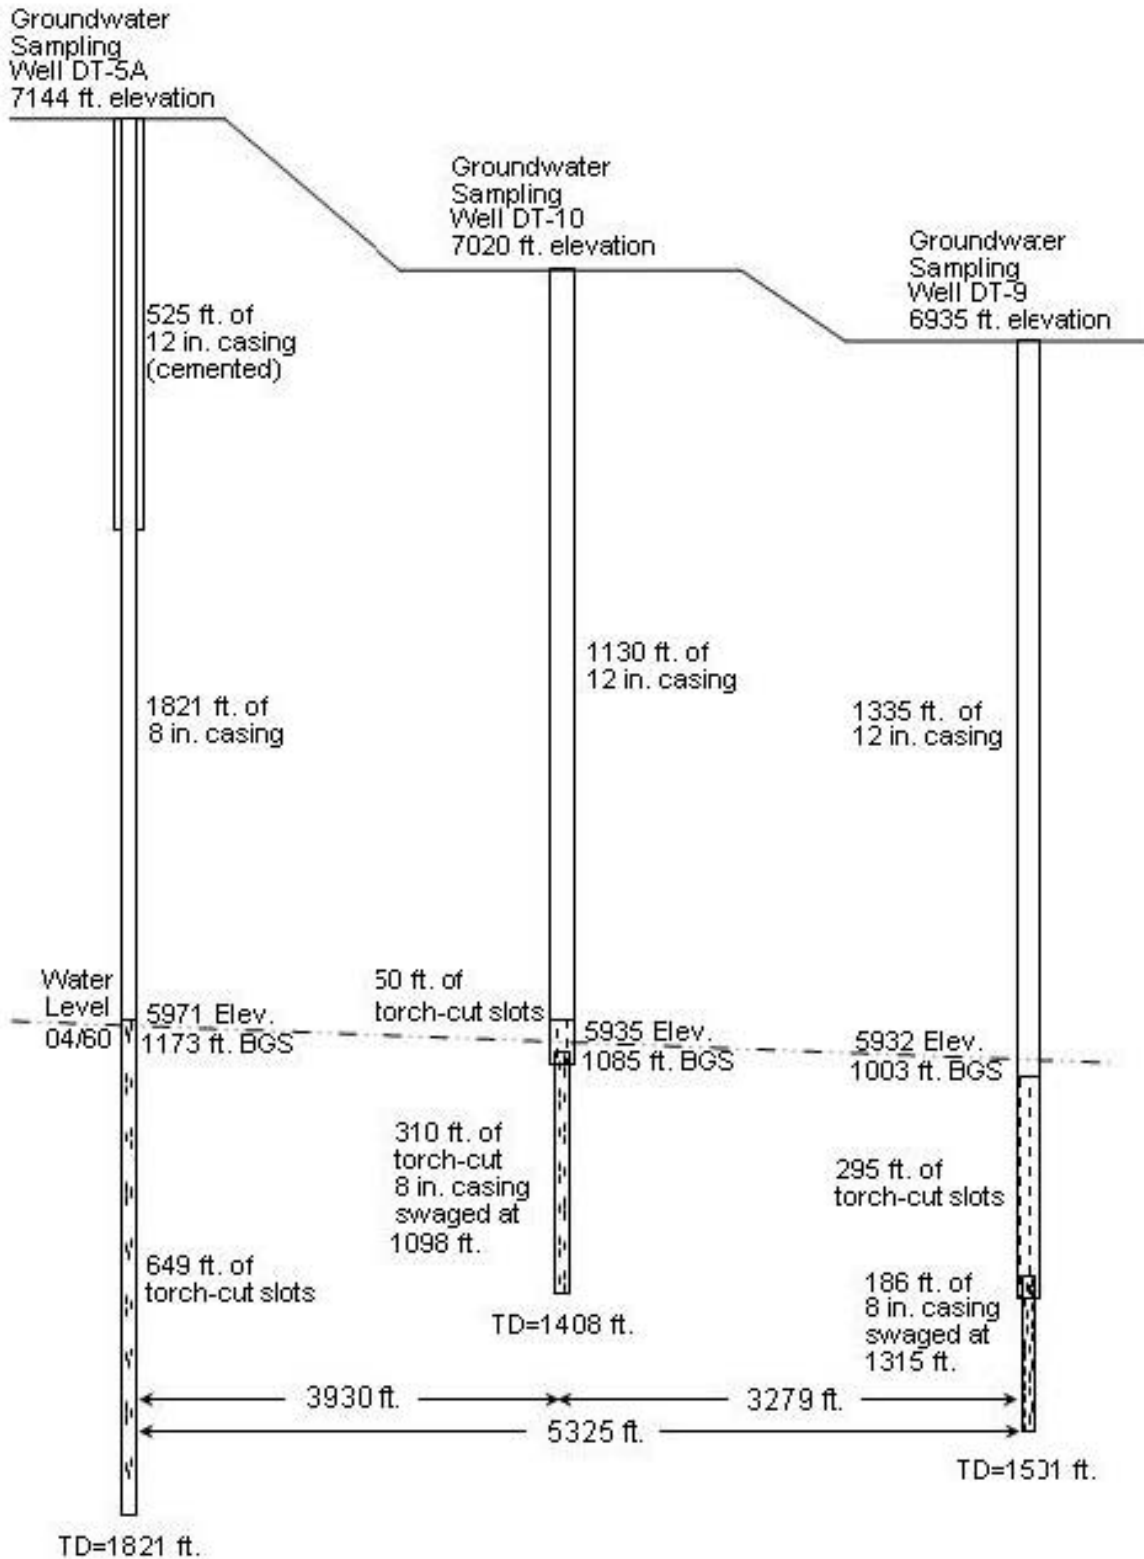 Groundwater
Sampling
Well DT-5A
7144 ft. elevation
Groundwater
Sampling
Well DT-10
7020 ft. elevation
Groundwater
Sampling
Well DT-9
6935 ft. elevation
525 ft. of
12 in. casing
(cemented)
1130 ft. of
12 in. casing
1821 ft. of
8 in. casing
1335 ft. of
12 in. casing
Water
Level
04/60
5971 Elev.
1173 ft. BGS
50 ft. of
torch-cut slots
5935 Elev.
1085 ft. BGS
5932 Elev.
1003 ft. BGS
310 ft. of
torch-cut
8 in. casing
swaged at
1098 ft.
295 ft. of
torch-cut slots
649 ft. of
torch-cut slots
186 ft. of
8 in. casing
swaged at
1315 ft.
TD=1408 ft.
3930 ft.
3279 ft.
5325 ft.
TD=1501 ft.
TD=1821 ft.